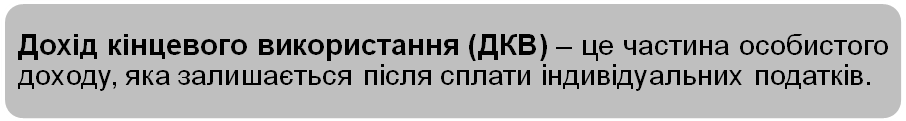 Дохід кінцевого використання (ДКВ) – це частина особистого
доходу, яка залишається після сплати індивідуальних податків.